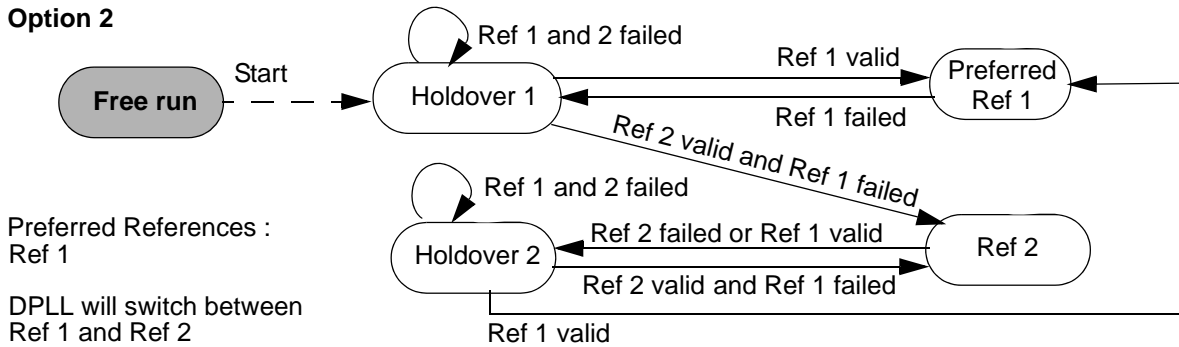 Option 2
Ref 1 and 2 failed
Start
Free run
Holdover 1
Ref 1 valid
Ref 1 failed
Preferred
Ref 1
Ref 2 valid and Ref 1 failed
Ref 1 and 2 failed
Holdover 2
Ref 2 failed or Ref 1 valid
Ref 2 valid and Ref 1 failed
Ref 2
Ref 1 valid
Preferred References :
Ref 1
DPLL will switch between
Ref 1 and Ref 2